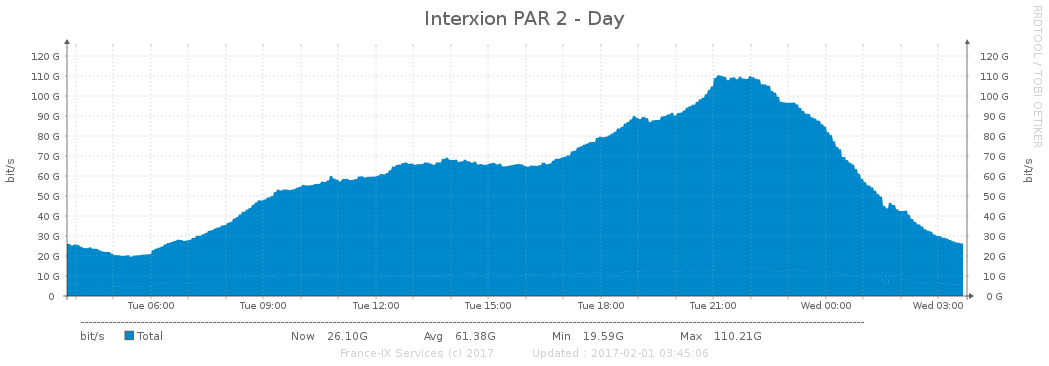 Interxion PAR 2 - Day
RRDTOOL / TOBI OETIKER
bit/s
120 G 120 G
110 G 110 G
100 G 100 G
90 G 90 G
80 G 80 G
70 G 70 G
60 G 60 G
50 G 50 G
40 G 40 G
30 G 30 G
20 G 20 G
10 G 10 G
0 0 G
bit/s
Tue 06:00 Tue 09:00 Tue 12:00 Tue 15:00 Tue 18:00 Tue 21:00 Wed 00:00 Wed 03:00
bit/s Total Now 26.10G Avg 61.38G Min 19.59G Max 110.21G
France-IX Services (c) 2017 Updated : 2017-02-01 03:45:06